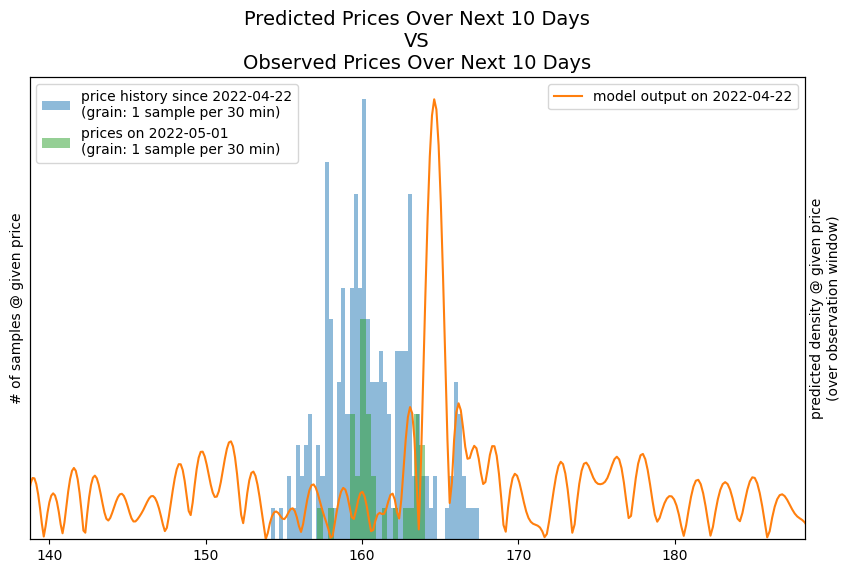 Predicted Prices Over Next 10 Days
VS
Observed Prices Over Next 10 Days
price history since 2022-04-22
(grain: 1 sample per 30 min)
prices on 2022-05-01
(grain: 1 sample per 30 min)
model output on 2022-04-22
# of samples @ given price
predicted density @ given price
(over observation window)
140
150
160
170
180